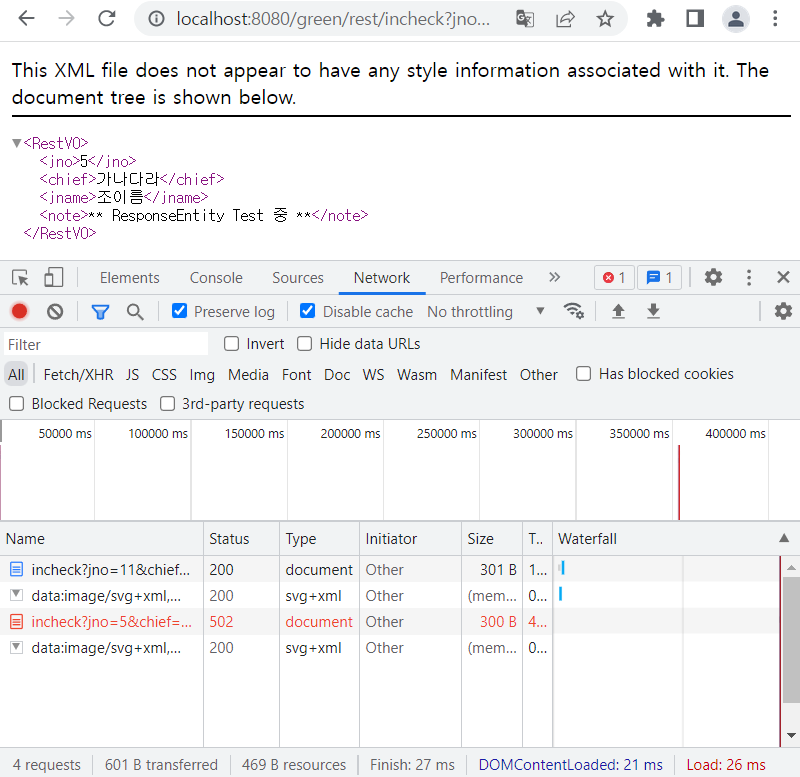 localhost:8080/green/rest/incheck?jno...
This XML file does not appear to have any style information associated with it. The
document tree is shown below.
▼<RestVO>
<jno>5</jno>
<chief>가나다라</chief>
<jname>조이름</jname>
<note>** ResponseEntity Test 중 **</note>
</RestVO>
Elements Console Sources Network Performance » 1 1
Preserve log Disable cache No throttling
Filter Invert Hide data URLs
All Fetch/XHR JS CSS Img Media Font Doc WS Wasm Manifest Other Has blocked cookies
Blocked Requests 3rd-party requests
50000 ms 100000 ms 150000 ms 200000 ms 250000 ms 300000 ms 350000 ms 400000 ms
Name Status Type Initiator Size T.. Waterfall
incheck?jno=11&chief... 200 document Other 301 B 1...
data:image/svg+xml,... 200 svg+xml Other (mem... 0...
incheck?jno=5&chief=... 502 document Other 300 B 4...
data:image/svg+xml,... 200 svg+xml Other (mem... 0...
4 requests 601 B transferred 469 B resources Finish: 27 ms DOMContentLoaded: 21 ms Load: 26 ms